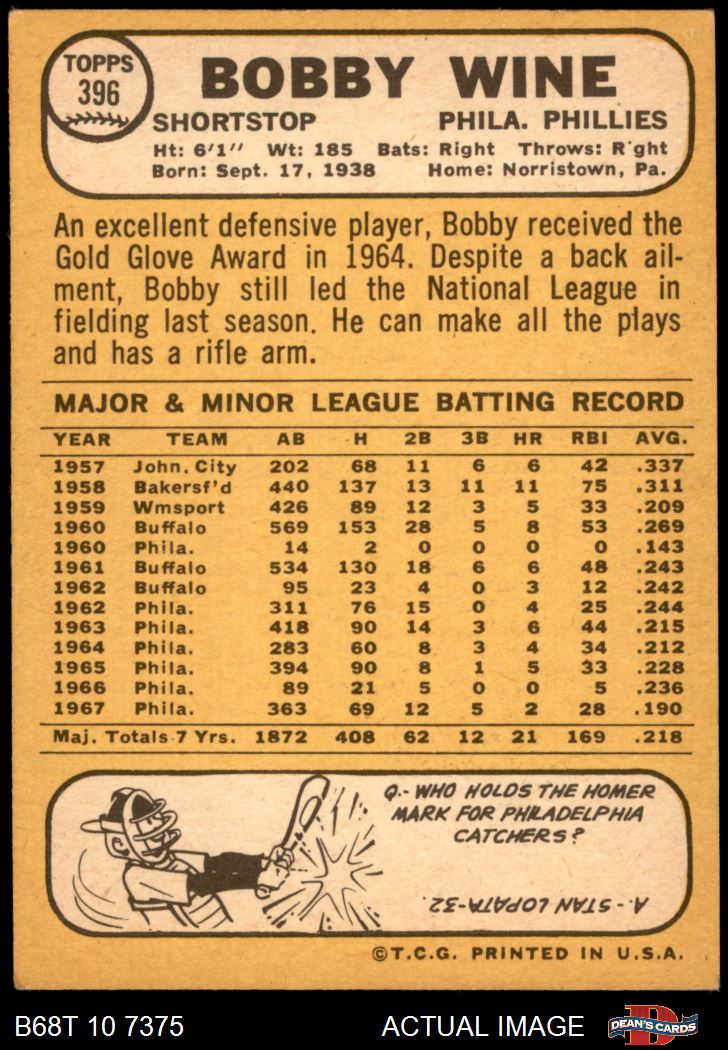 TOPPS
396
BOBBY WINE
SHORTSTOP PHILA. PHILLIES
Ht: 6'1" Wt: 185 Bats: Right Throws: R'ght
Born: Sept. 17, 1938 Home: Norristown, Pa.
An excellent defensive player, Bobby received the
Gold Glove Award in 1964. Despite a back ail-
ment, Bobby still led the National League in
fielding last season. He can make all the plays
and has a rifle arm.
MAJOR & MINOR LEAGUE BATTING RECORD
YEAR TEAM AB H 2B 3B HR RBI AVG.
1957 John. City 202 68 11 6 6 42 .337
1958 Bakersf'd 440 137 13 11 11 75 .311
1959 Wmsport 426 89 12 3 5 33 .209
1960 Buffalo 569 153 28 5 8 53 .269
1960 Phila. 14 2 0 0 0 0 .143
1961 Buffalo 534 130 18 6 6 48 .243
1962 Buffalo 95 23 4 0 3 12 .242
1962 Phila. 311 76 15 0 4 25 .244
1963 Phila. 418 90 14 3 6 44 .215
1964 Phila. 283 60 8 3 4 34 .212
1965 Phila. 394 90 8 1 5 33 .228
1966 Phila. 89 21 5 0 0 5 .236
1967 Phila. 363 69 12 5 2 28 .190
Maj. Totals 7 Yrs. 1872 408 62 12 21 169 .218
Q.- WHO HOLDS THE HOMER
MARK FOR PHILADELPHIA
CATCHERS?
A.- STAN LOPATA-32.
©T.C.G. PRINTED IN U.S.A.
B68T 10 7375 ACTUAL IMAGE DEAN'S CARDS